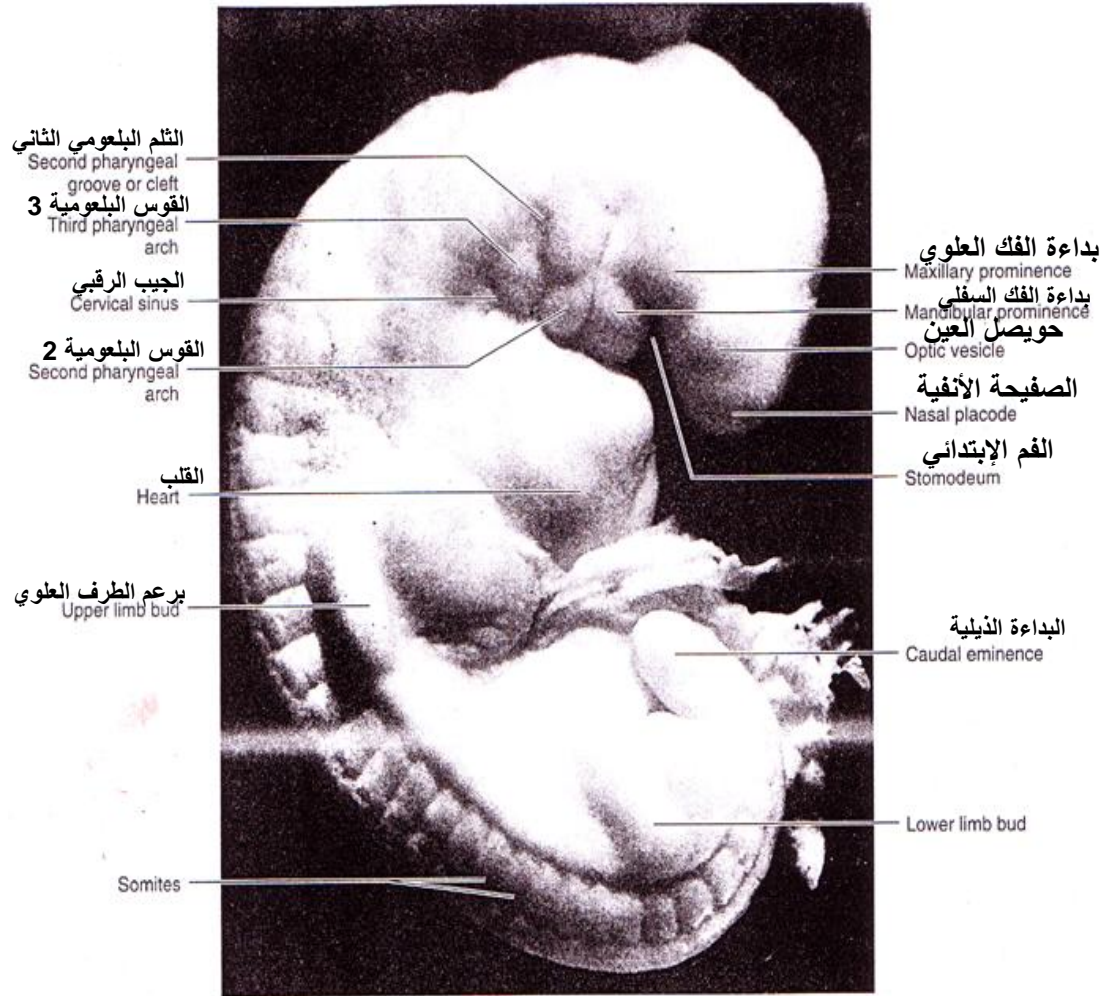 الثلم البلعومي الثاني
Second pharyngeal
groove or cleft
القوس البلعومية 3
Third pharyngeal
arch
الجيب الرقبي
Cervical sinus
القوس البلعومية 2
Second pharyngeal
arch
القلب
Heart
برعم الطرف العلوي
Upper limb bud
Somites
بداءة الفك العلوي
Maxillary prominence
بداءة الفك السفلي
Mandibular prominence
حويصل العين
Optic vesicle
الصفيحة الأنفية
Nasal placode
الفم الإبتدائي
Stomodeum
البداءة الذيلية
Caudal eminence
Lower limb bud